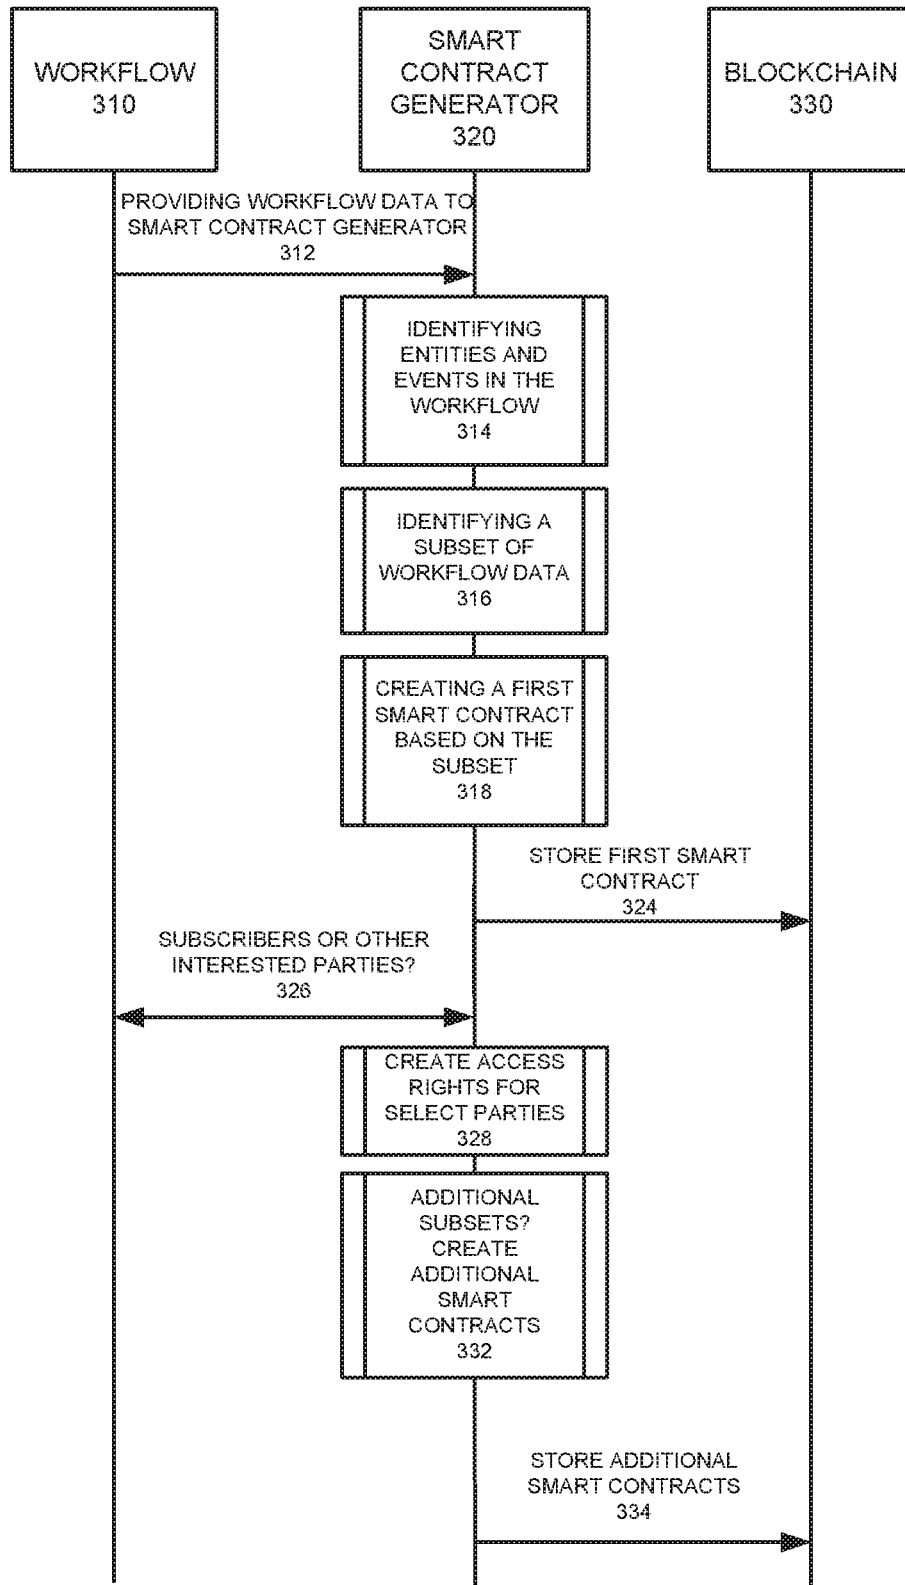 WORKFLOW
310
SMART
CONTRACT
GENERATOR
320
BLOCKCHAIN
330
PROVIDING WORKFLOW DATA TO
SMART CONTRACT GENERATOR
312
IDENTIFYING
ENTITIES AND
EVENTS IN THE
WORKFLOW
314
IDENTIFYING A
SUBSET OF
WORKFLOW DATA
316
CREATING A FIRST
SMART CONTRACT
BASED ON THE
SUBSET
318
STORE FIRST SMART
CONTRACT
324
SUBSCRIBERS OR OTHER
INTERESTED PARTIES?
326
CREATE ACCESS
RIGHTS FOR
SELECT PARTIES
328
ADDITIONAL
SUBSETS?
CREATE
ADDITIONAL
SMART
CONTRACTS
332
STORE ADDITIONAL
SMART CONTRACTS
334